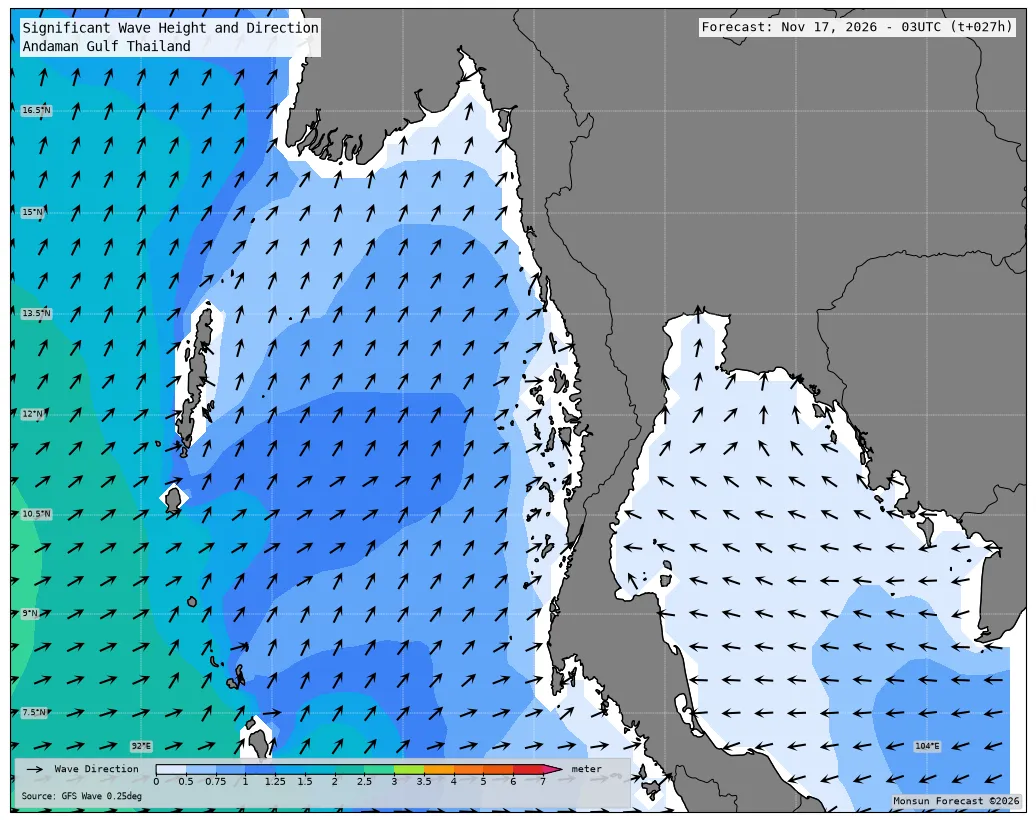 Significant Wave Height and Direction
Andaman Gulf Thailand
Forecast: Nov 17, 2026 - 03UTC (t+027h)
16.5°N
15°N
13.5°N
12°N
10.5°N
9°N
7.5°N
92°E
104°E
Wave Direction
meter
0 0.5 0.75 1 1.25 1.5 2 2.5 3 3.5 4 5 6 7
Source: GFS Wave 0.25deg
Monsun Forecast ©2026